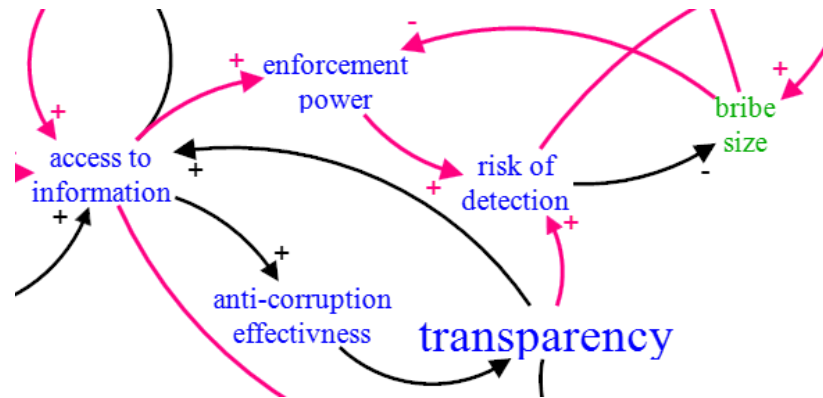 -
+
enforcement
power
+
bribe
size
+
access to
information
+
+
risk of
detection
+
-
+
+
+
anti-corruption
effectivness
transparency